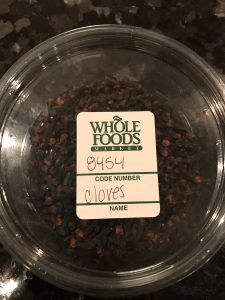 WHOLE
FOODS
MARKET
8454
CODE NUMBER
cloves
NAME